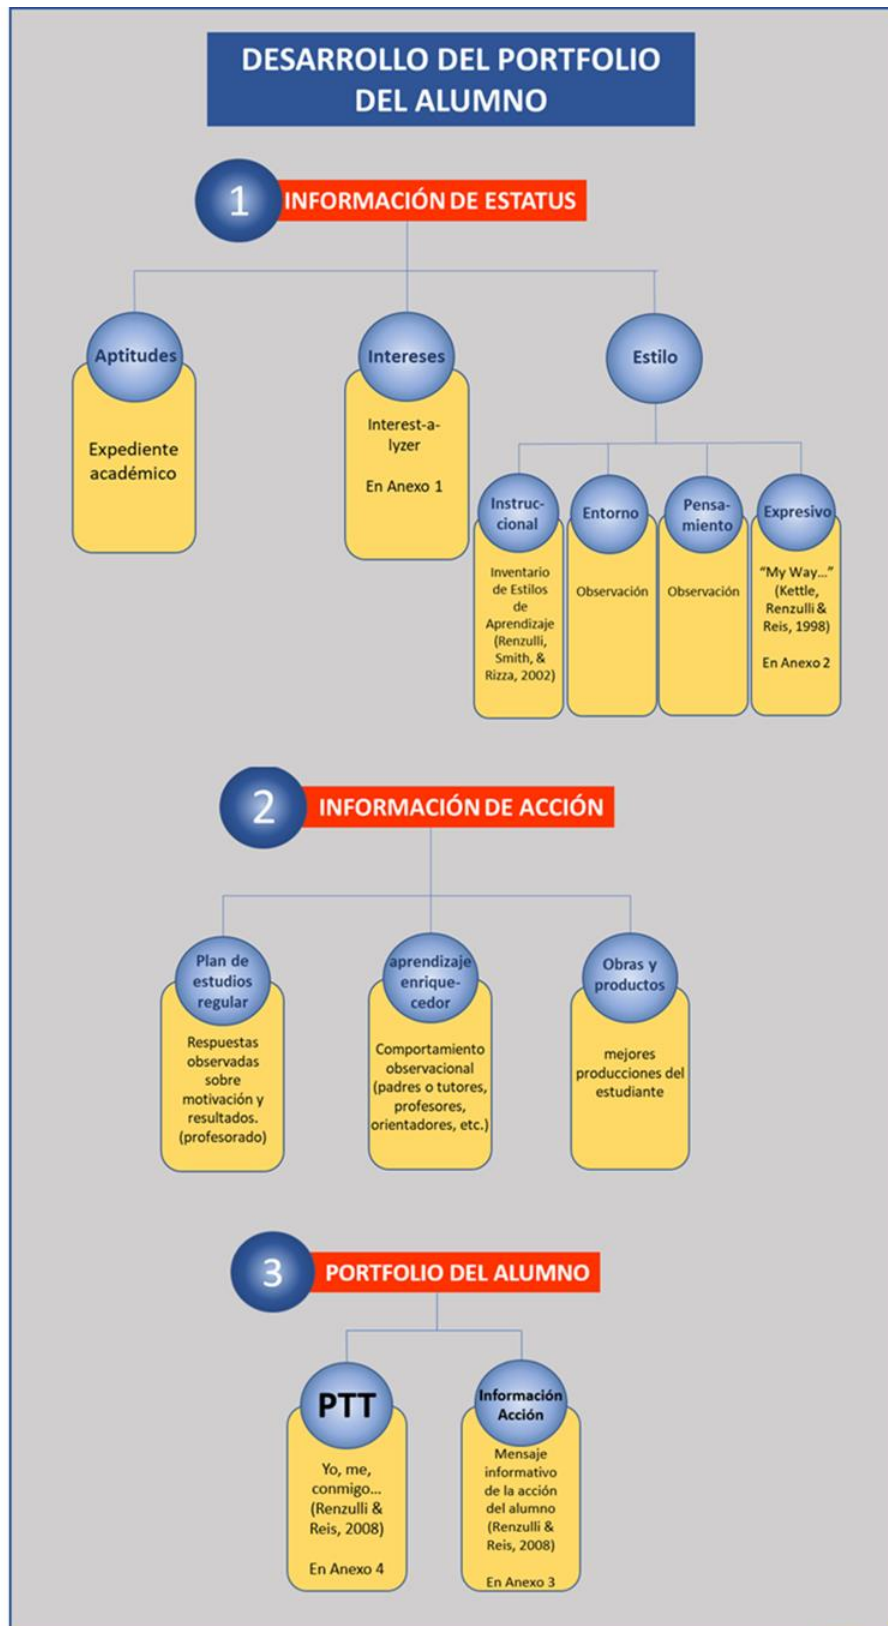 DESARROLLO DEL PORTFOLIO
DEL ALUMNO
1
INFORMACIÓN DE ESTATUS
Aptitudes
Expediente
académico
Intereses
Interest-a-
lyzer
En Anexo 1
Estilo
Instruc-
cional
Inventario
de Estilos
de
Aprendizaje
(Renzulli,
Smith, &
Rizza, 2002)
Entorno
Observación
Pensa-
miento
Observación
Expresivo
“My Way...”
(Kettle,
Renzulli &
Reis, 1998)
En Anexo 2
2
INFORMACIÓN DE ACCIÓN
Plan de
estudios
regular
Respuestas
observadas
sobre
motivación y
resultados.
(profesorado)
aprendizaje
enrique-
cedor
Comportamiento
observacional
(padres o tutores,
profesores,
orientadores, etc.)
Obras y
productos
mejores
producciones del
estudiante
3
PORTFOLIO DEL ALUMNO
PTT
Yo, me,
conmigo...
(Renzulli &
Reis, 2008)
En Anexo 4
Información
Acción
Mensaje
informativo
de la acción
del alumno
(Renzulli &
Reis, 2008)
En Anexo 3